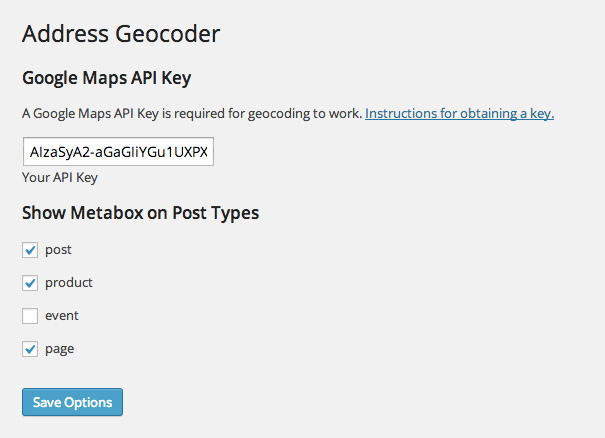 Address Geocoder
Google Maps API Key
A Google Maps API Key is required for geocoding to work. Instructions for obtaining a key.
AIzaSyA2-aGaGIiYGu1UXPX
Your API Key
Show Metabox on Post Types
post
product
event
page
Save Options